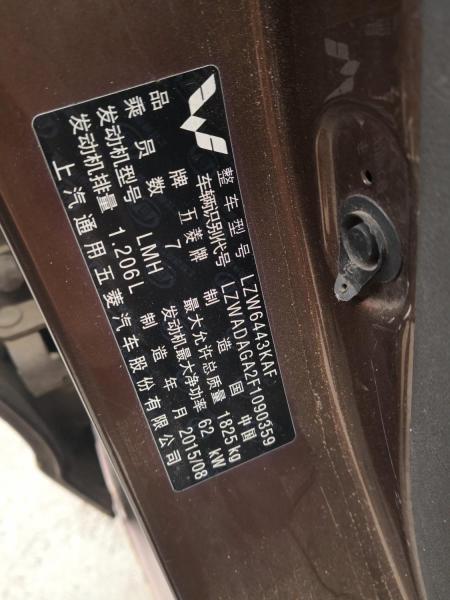 整车型号 LZW6443KAF
车辆识别代号 LZWADAGA2F1090359
品牌 五菱牌 制造国 中国
乘员数 7 最大允许总质量 1825kg
发动机型号 LMH 发动机最大净功率 62 kW
发动机排量 1.206L 制造年月 2015/08
上汽通用五菱汽车股份有限公司